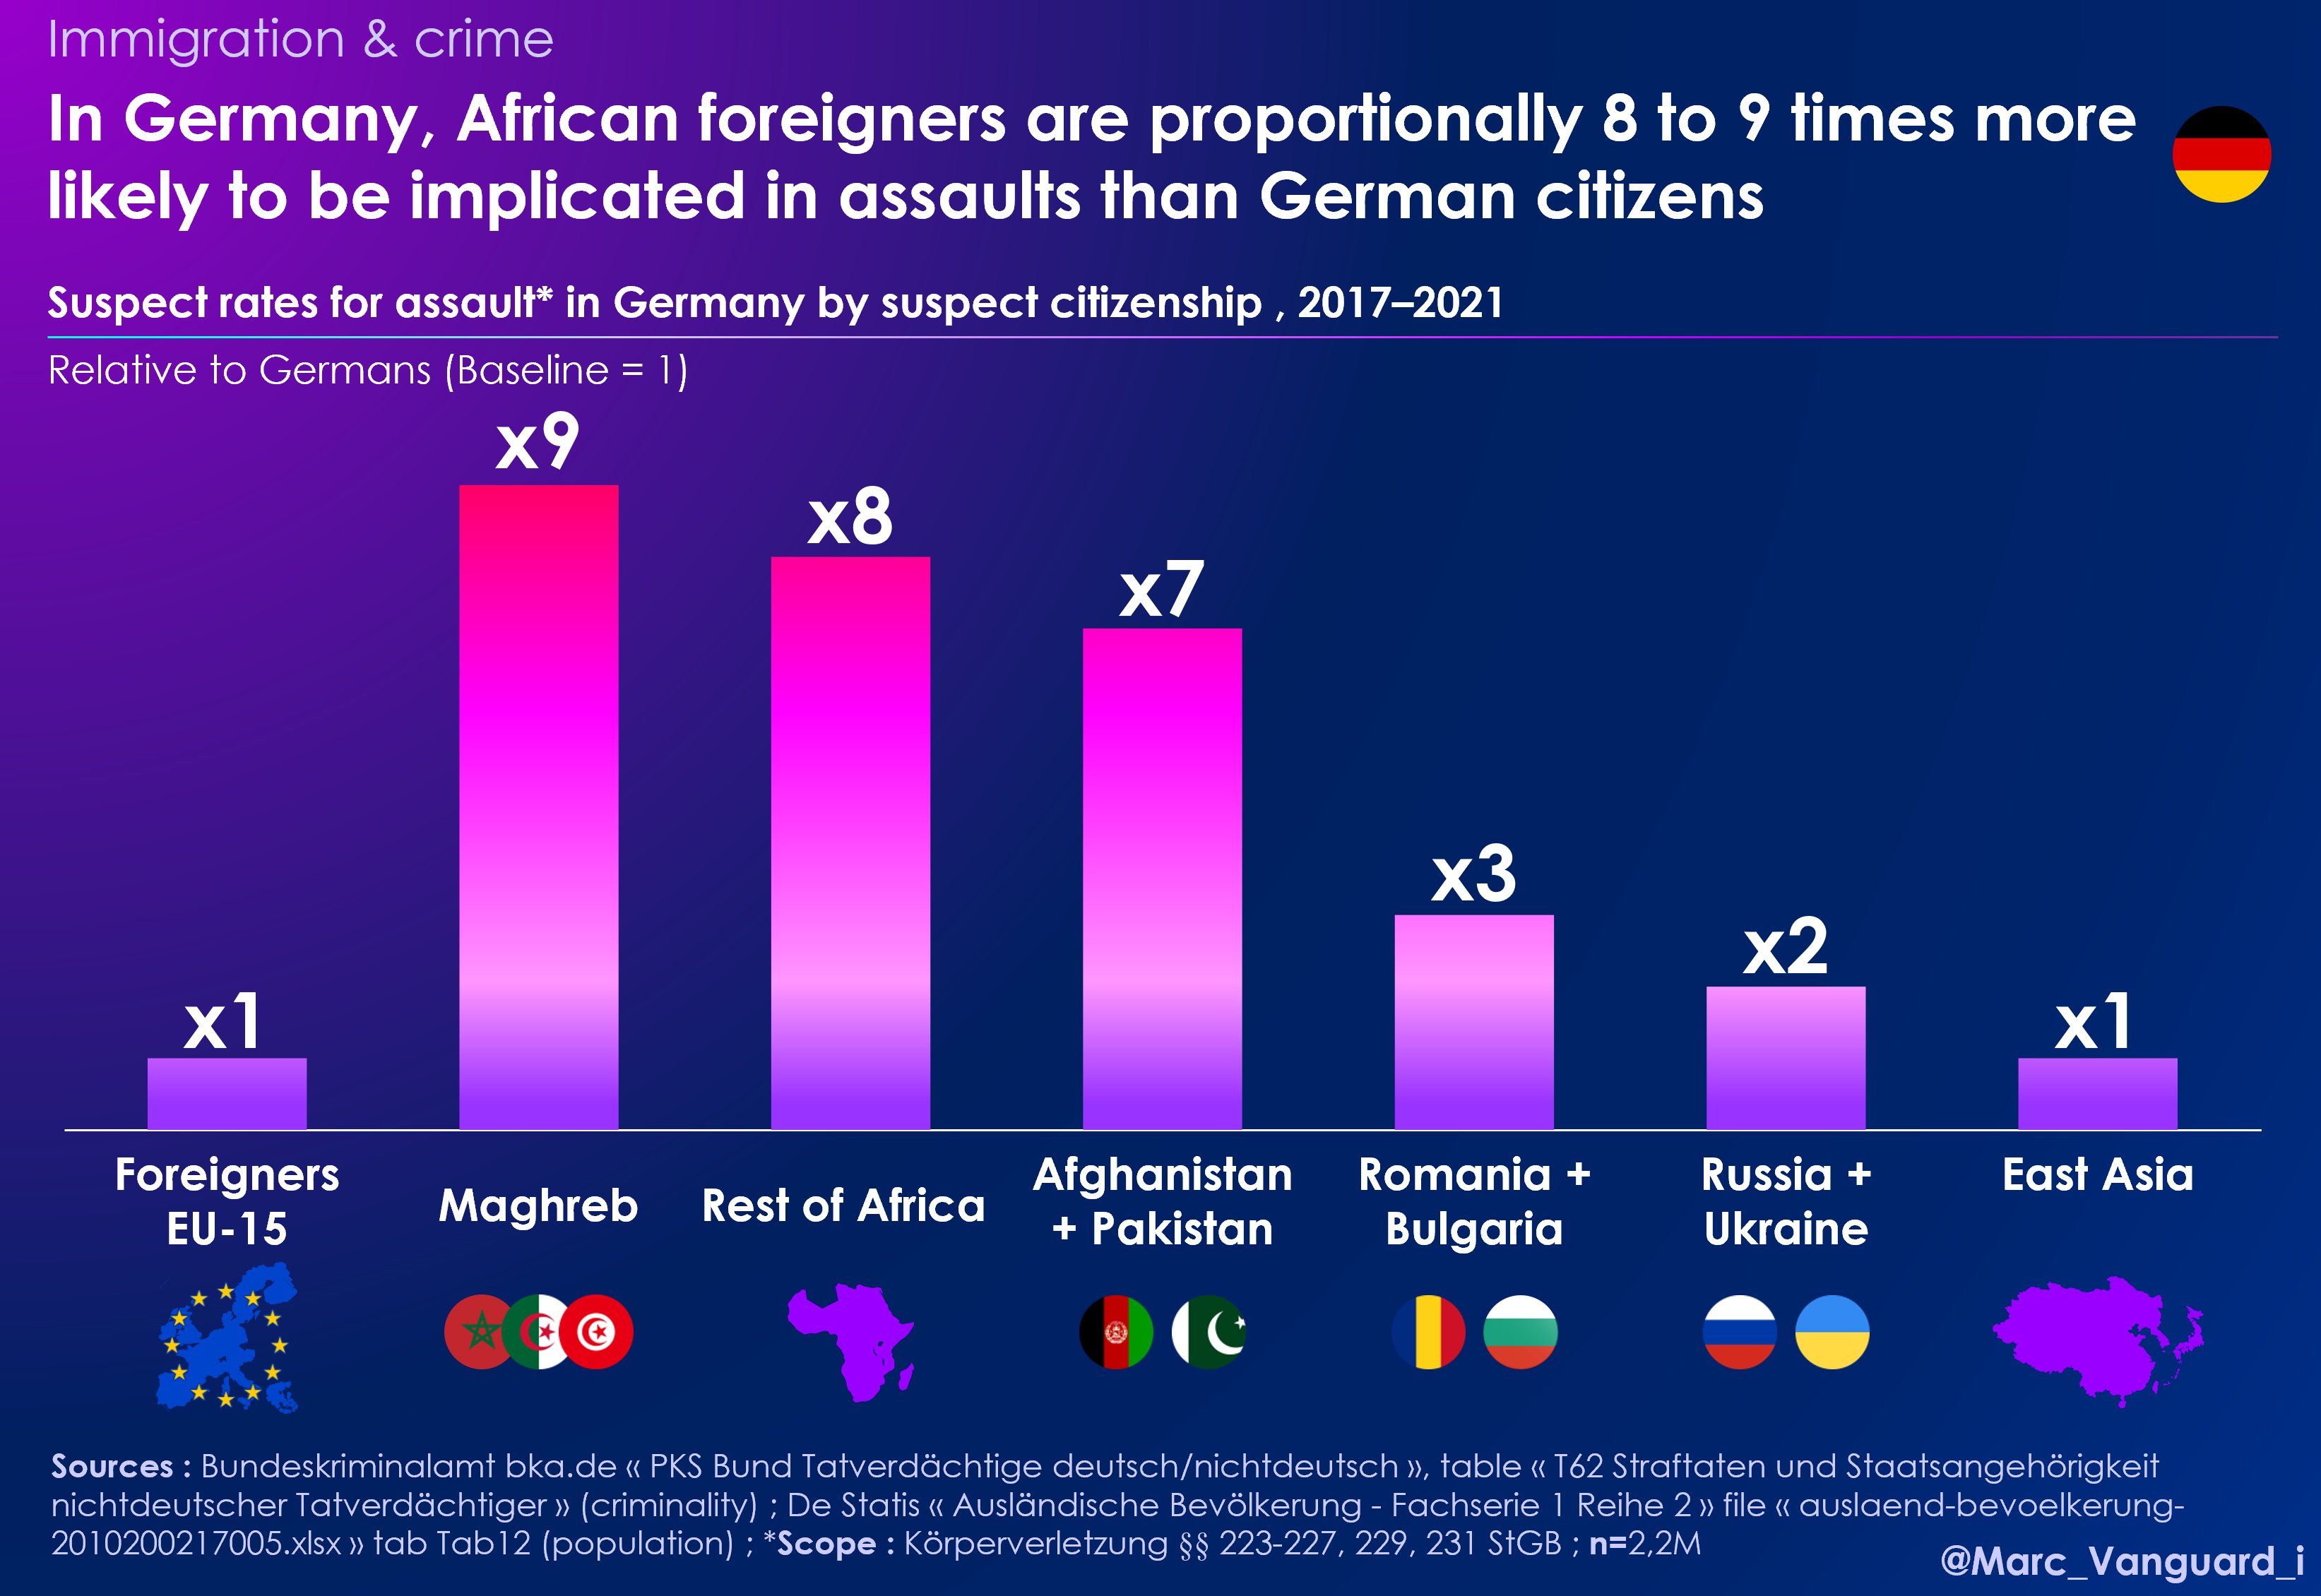 Immigration & crime
In Germany, African foreigners are proportionally 8 to 9 times more
likely to be implicated in assaults than German citizens
Suspect rates for assault* in Germany by suspect citizenship , 2017–2021
Relative to Germans (Baseline = 1)
x1
x9
x8
x7
x3
x2
x1
Foreigners
EU-15
Maghreb
Rest of Africa
Afghanistan
+ Pakistan
Romania +
Bulgaria
Russia +
Ukraine
East Asia
Sources : Bundeskriminalamt bka.de « PKS Bund Tatverdächtige deutsch/nichtdeutsch », table « T62 Straftaten und Staatsangehörigkeit
nichtdeutscher Tatverdächtiger » (criminality) ; De Statis « Ausländische Bevölkerung - Fachserie 1 Reihe 2 » file « auslaend-bevoelkerung-
2010200217005.xlsx » tab Tab12 (population) ; *Scope : Körperverletzung §§ 223-227, 229, 231 StGB ; n=2,2M
@Marc_Vanguard_i